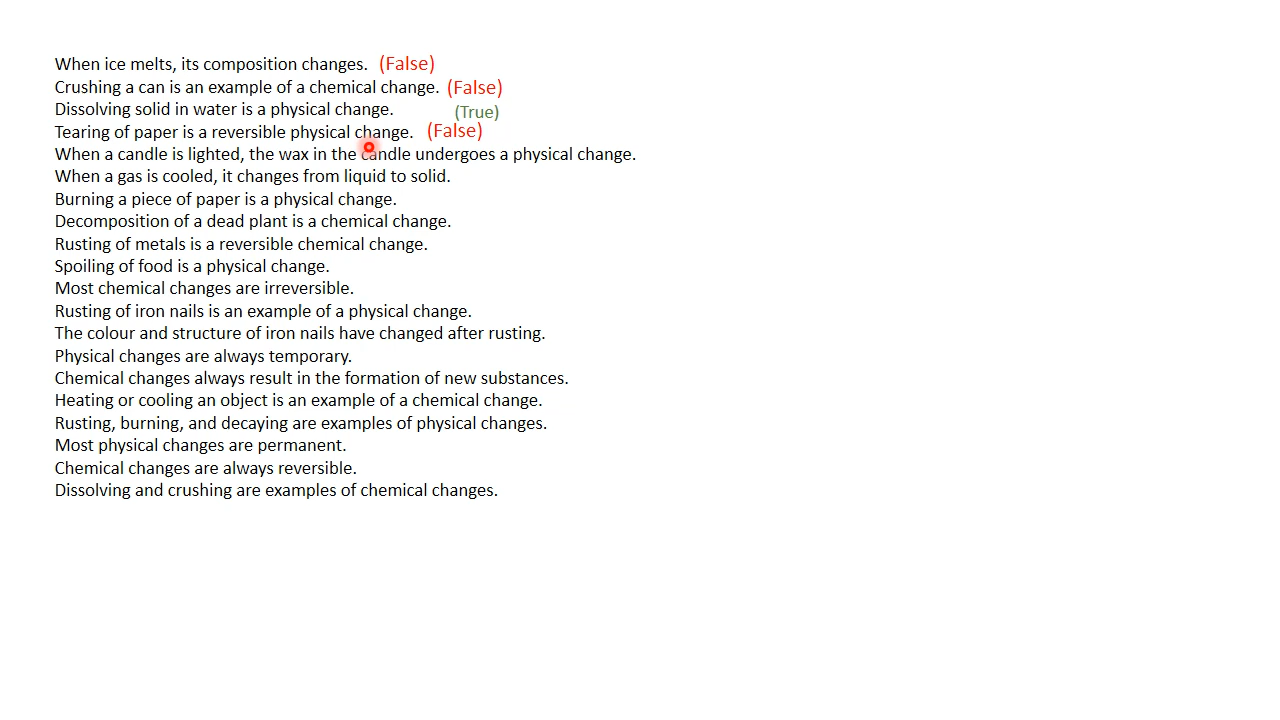 When ice melts, its composition changes. (False)
Crushing a can is an example of a chemical change. (False)
Dissolving solid in water is a physical change. (True)
Tearing of paper is a reversible physical change. (False)
When a candle is lighted, the wax in the candle undergoes a physical change.
When a gas is cooled, it changes from liquid to solid.
Burning a piece of paper is a physical change.
Decomposition of a dead plant is a chemical change.
Rusting of metals is a reversible chemical change.
Spoiling of food is a physical change.
Most chemical changes are irreversible.
Rusting of iron nails is an example of a physical change.
The colour and structure of iron nails have changed after rusting.
Physical changes are always temporary.
Chemical changes always result in the formation of new substances.
Heating or cooling an object is an example of a chemical change.
Rusting, burning, and decaying are examples of physical changes.
Most physical changes are permanent.
Chemical changes are always reversible.
Dissolving and crushing are examples of chemical changes.